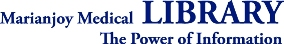 Marianjoy Medical LIBRARY
The Power of Information